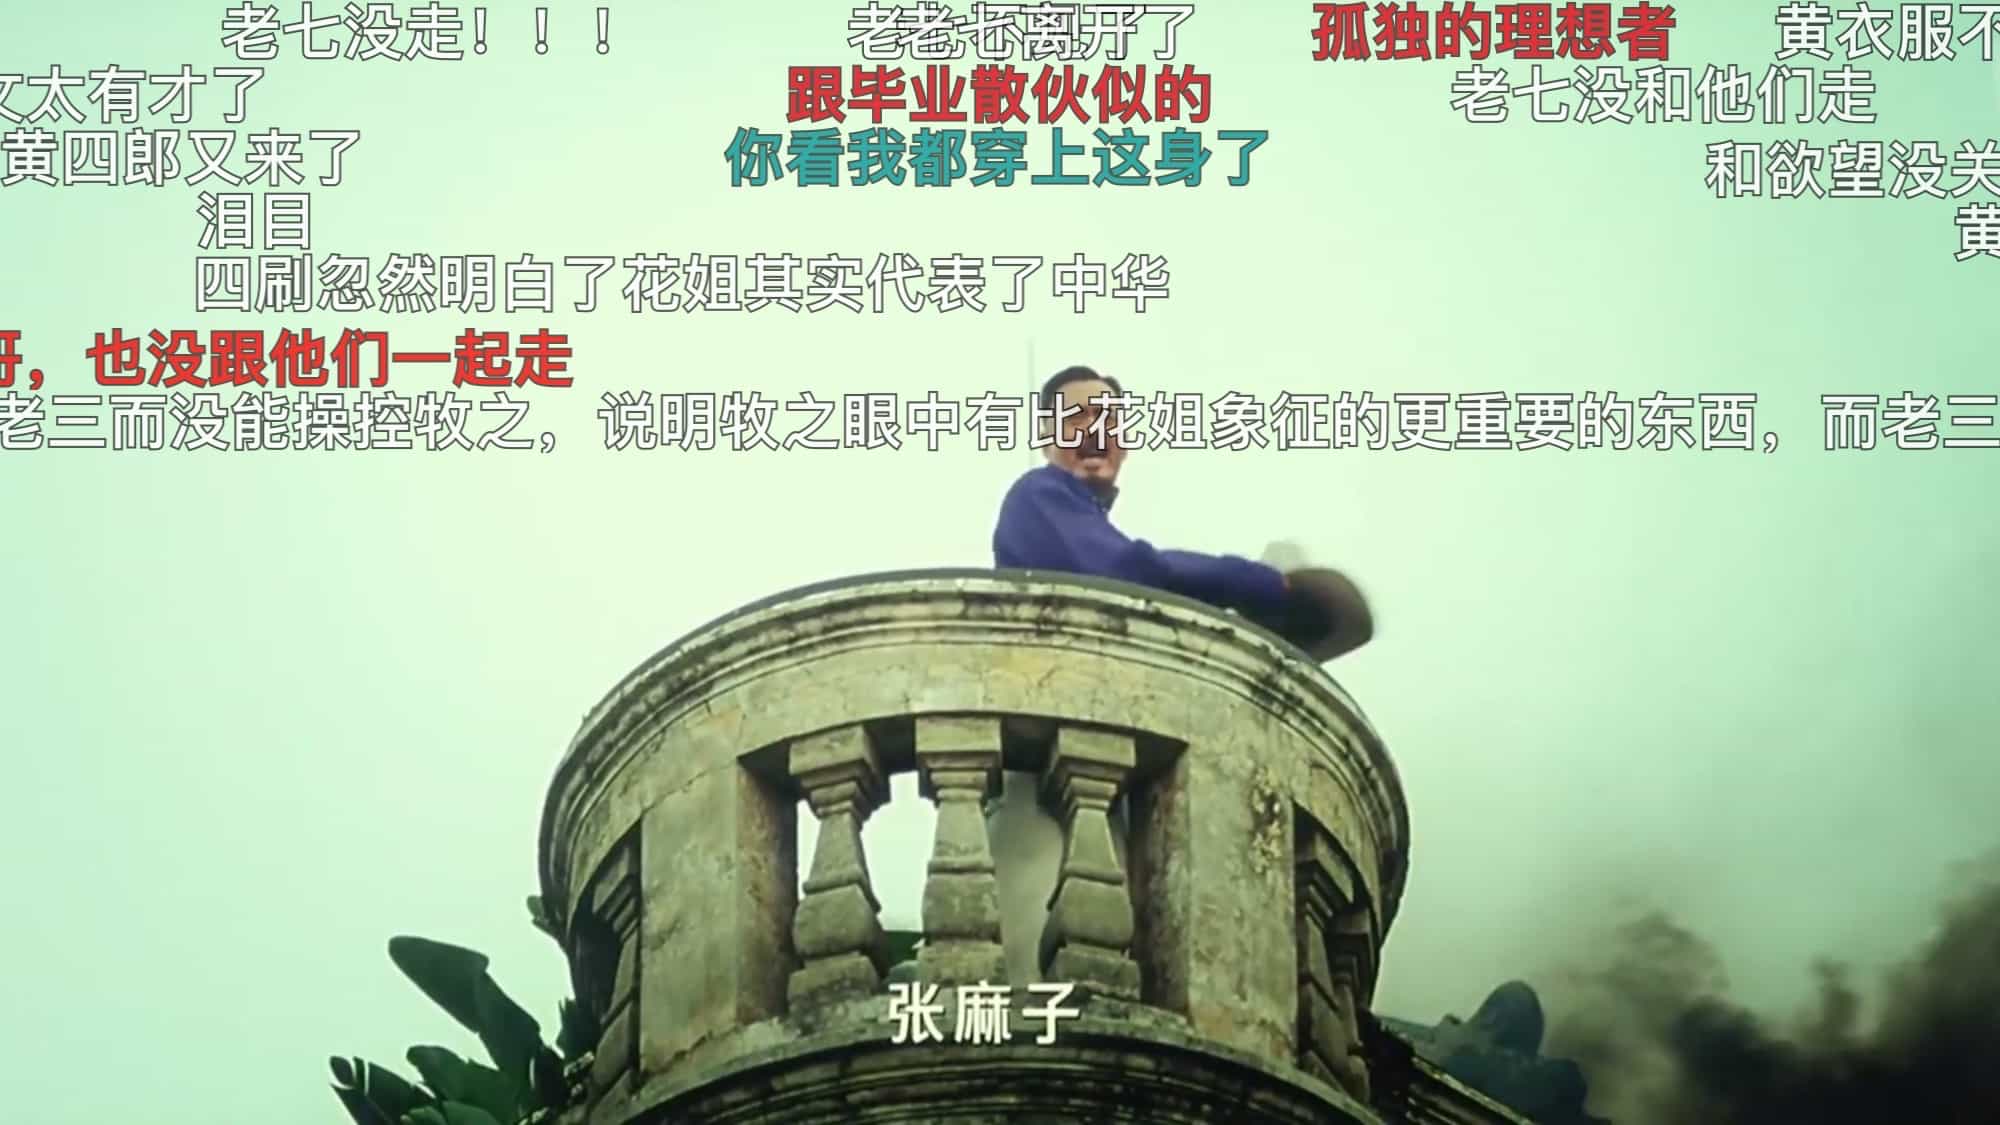 老七没走！！！
离开了
孤独的理想者
黄衣服不
太有才了
跟毕业散伙似的
老七没和他们走
黄四郎又来了
你看我都穿上这身了
和欲望没关
泪目
黄
四刷忽然明白了花姐其实代表了中华
哥，也没跟他们一起走
老三而没能操控牧之，说明牧之眼中有比花姐象征的更重要的东西，而老三
张麻子